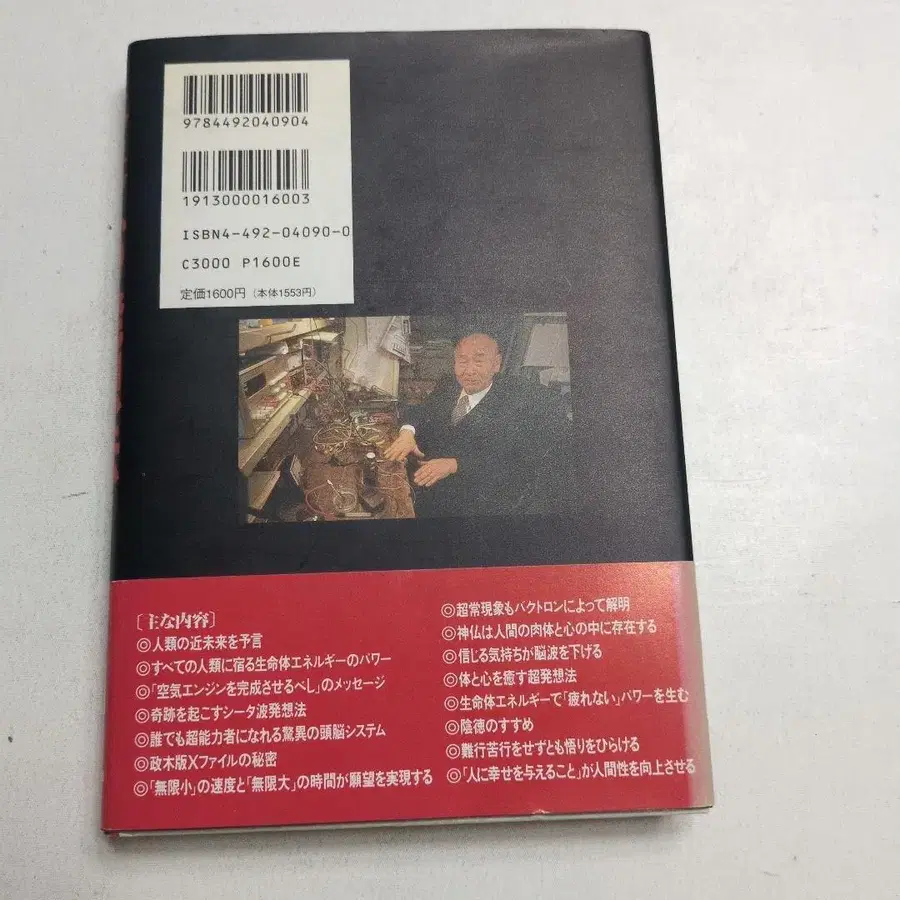 9784492040904
1913000016003
ISBN4-492-04090-0
C3000 P1600E
定価1600円（本体1553円）
［主な内容］
◎人類の近未来を予言
◎すべての人類に宿る生命体エネルギーのパワー
◎「空気エンジンを完成させるべし」のメッセージ
◎奇跡を起こすシータ波発想法
◎誰でも超能力者になれる驚異の頭脳システム
◎政木版Xファイルの秘密
◎「無限小」の速度と「無限大」の時間が願望を実現する
◎超常現象もパクトロンによって解明
◎神仏は人間の肉体と心の中に存在する
◎信じる気持ちが脳波を下げる
◎体と心を癒す超発想法
◎生命体エネルギーで「疲れない」パワーを生む
◎陰徳のすすめ
◎難行苦行をせずとも悟りをひらける
◎「人に幸せを与えること」が人間性を向上させる